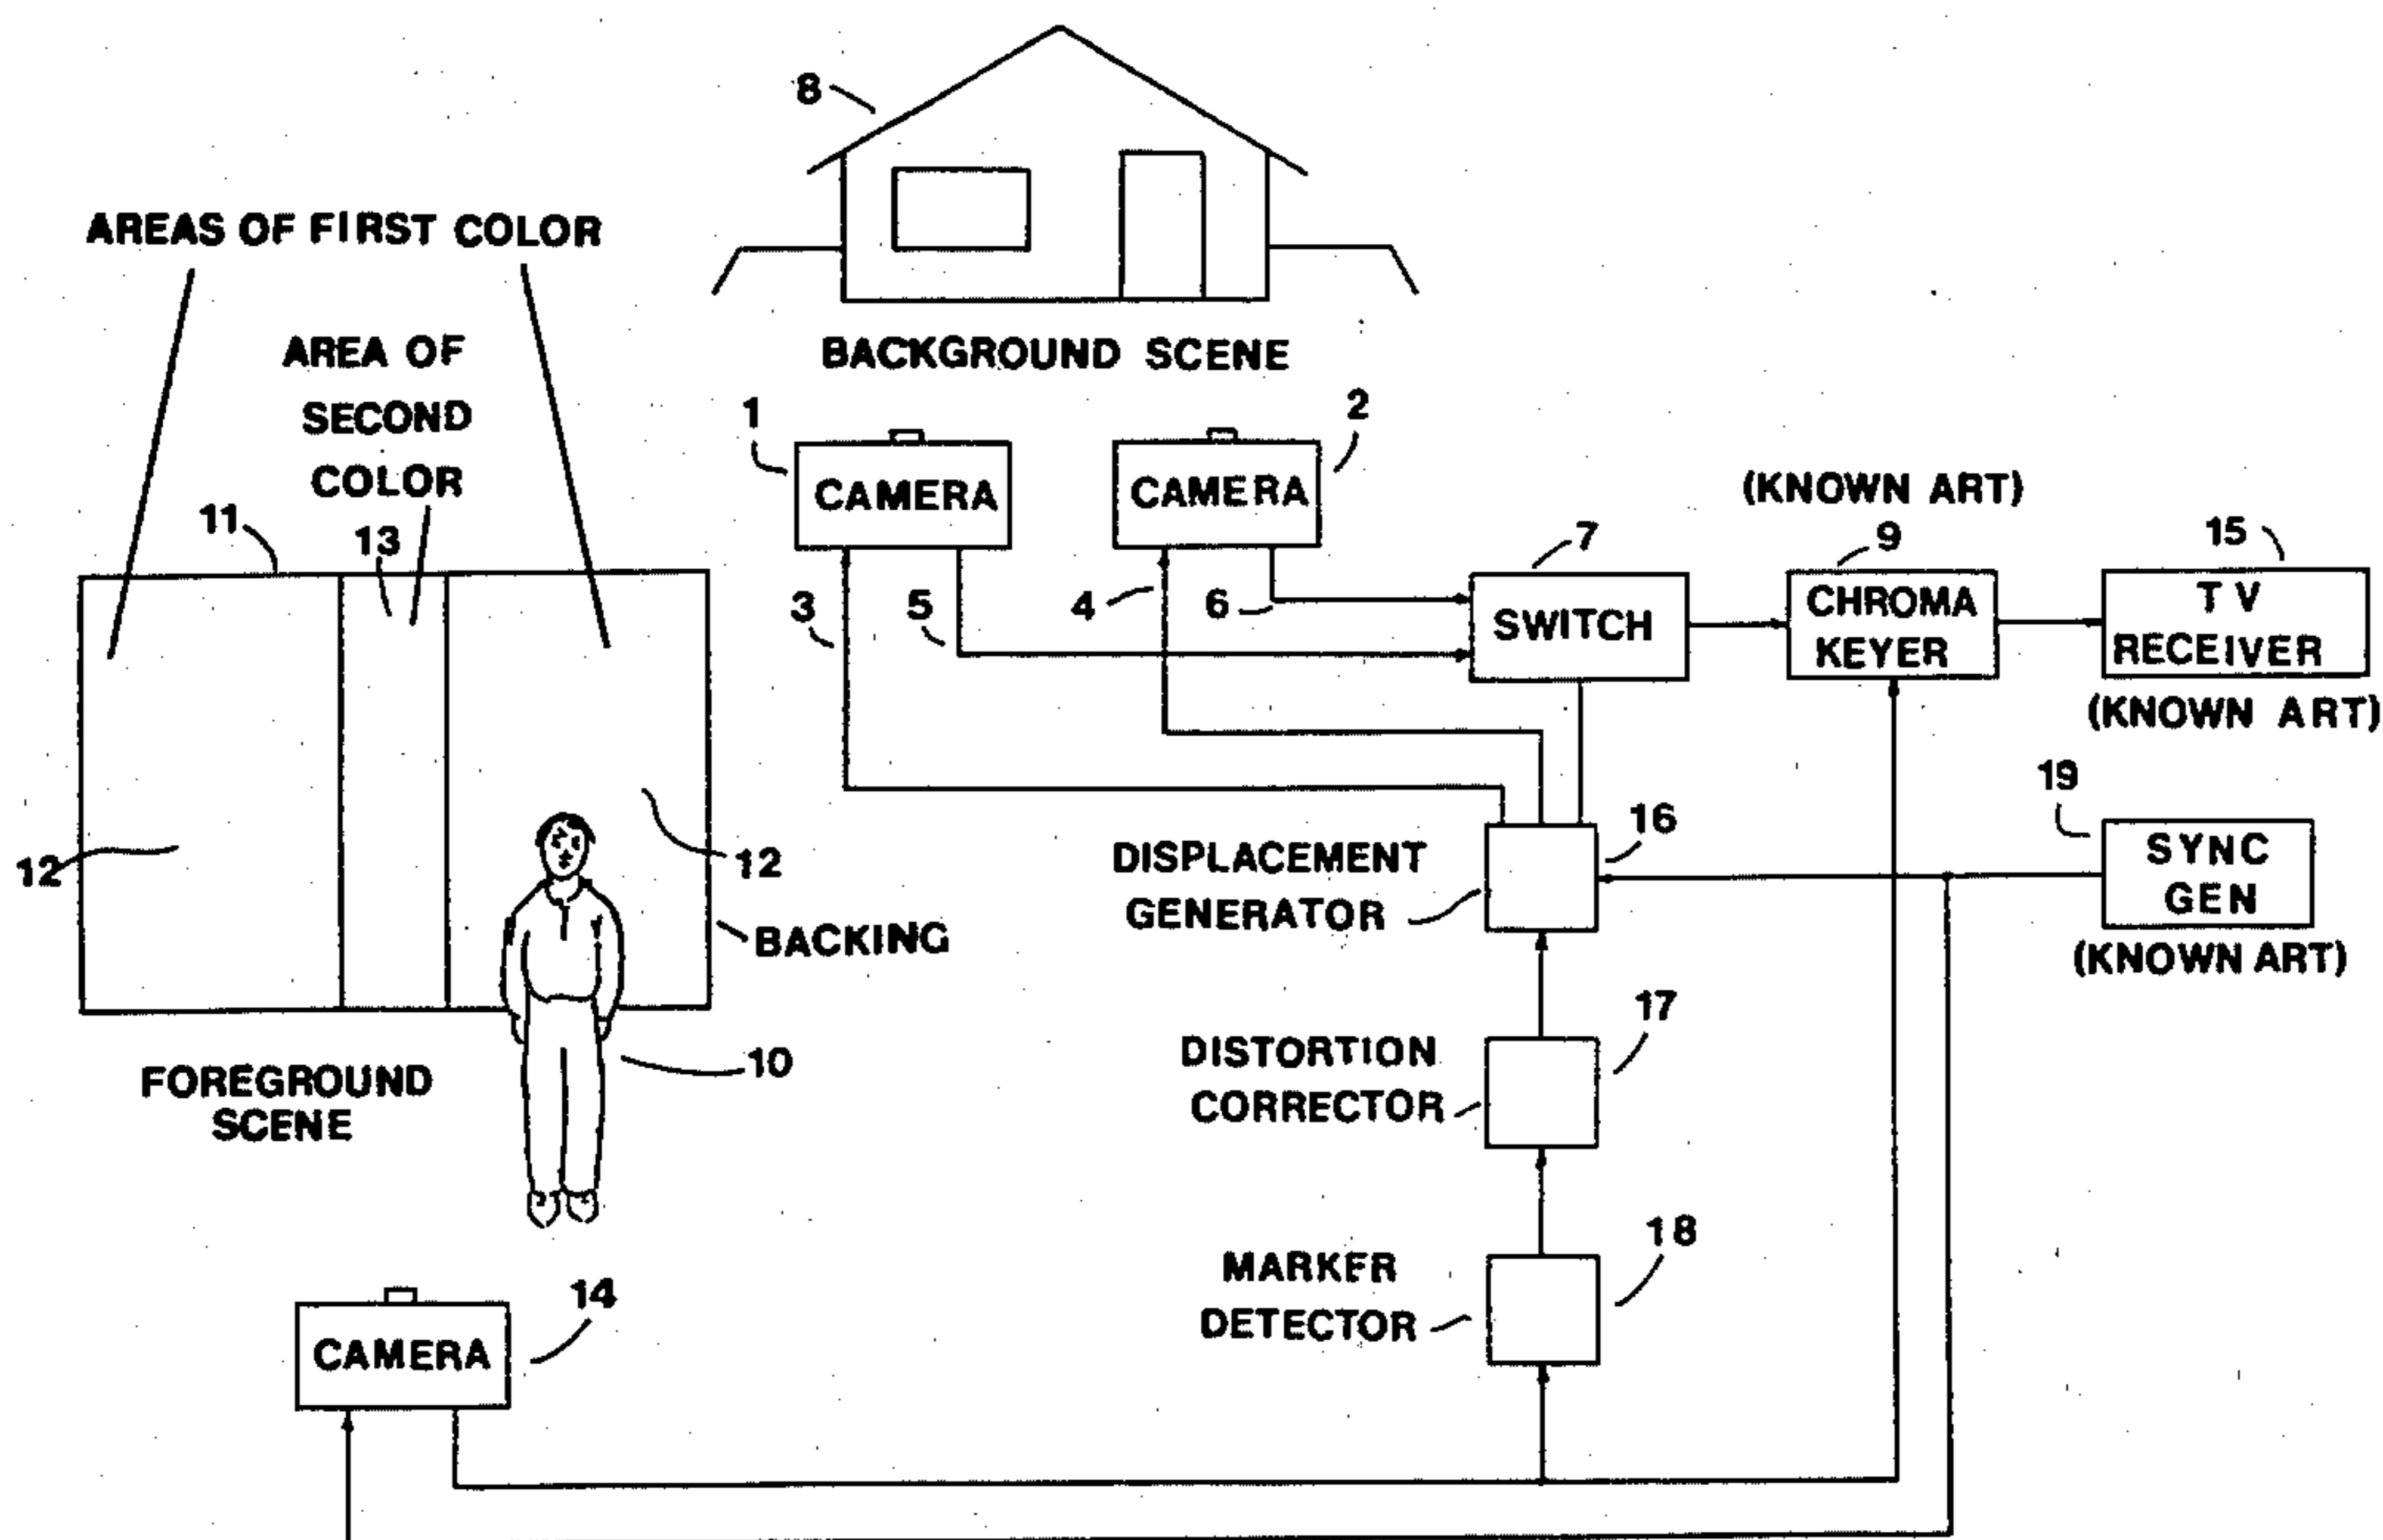 8
AREAS OF FIRST COLOR
AREA OF
SECOND
COLOR
BACKGROUND SCENE
1
2
CAMERA
CAMERA
(KNOWN ART)
11
13
7
9
15
3
5
4
6
SWITCH
CHROMA
KEYER
TV
RECEIVER
(KNOWN ART)
19
16
12
12
DISPLACEMENT
GENERATOR
SYNC
GEN
(KNOWN ART)
BACKING
17
10
DISTORTION
CORRECTOR
FOREGROUND
SCENE
18
MARKER
DETECTOR
14
CAMERA